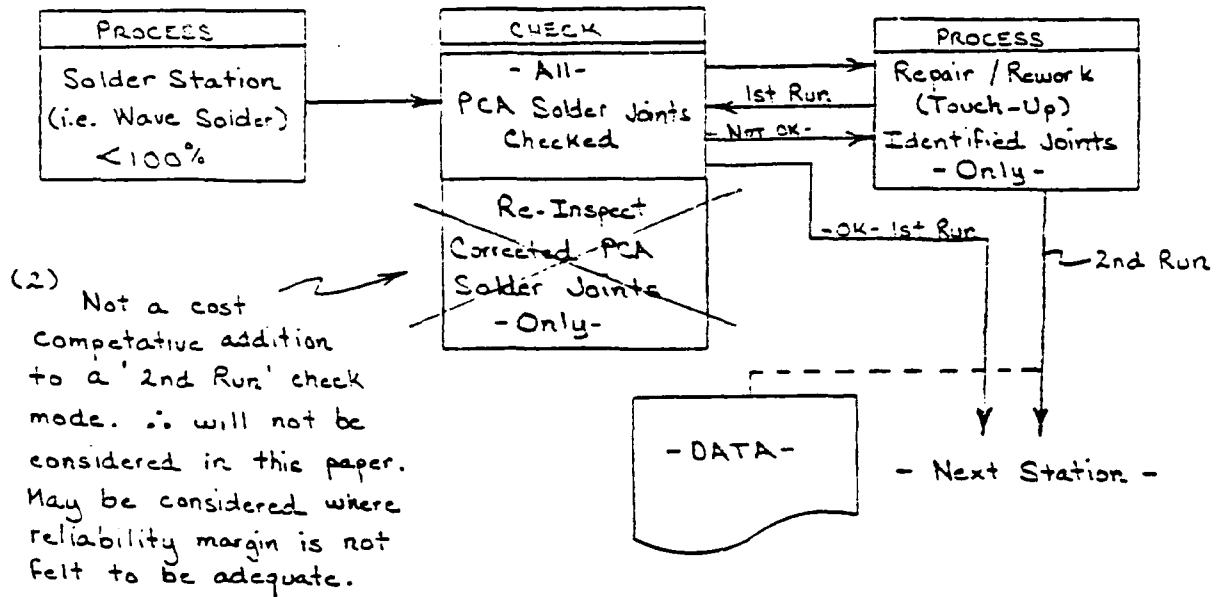 PROCESS
Solder Station
(i.e. Wave Solder)
<100%
CHECK
- All -
PCA Solder Joints
Checked
Re-Inspect
Corrected PCA
Solder Joints
- Only -
1st Run
- Not OK -
- OK - 1st Run
PROCESS
Repair / Rework
(Touch-Up)
Identified Joints
- Only -
2nd Run
(2)
Not a cost
competative addition
to a '2nd Run' check
mode. ∴ will not be
considered in this paper.
May be considered where
reliability margin is not
felt to be adequate.
- DATA -
- Next Station -